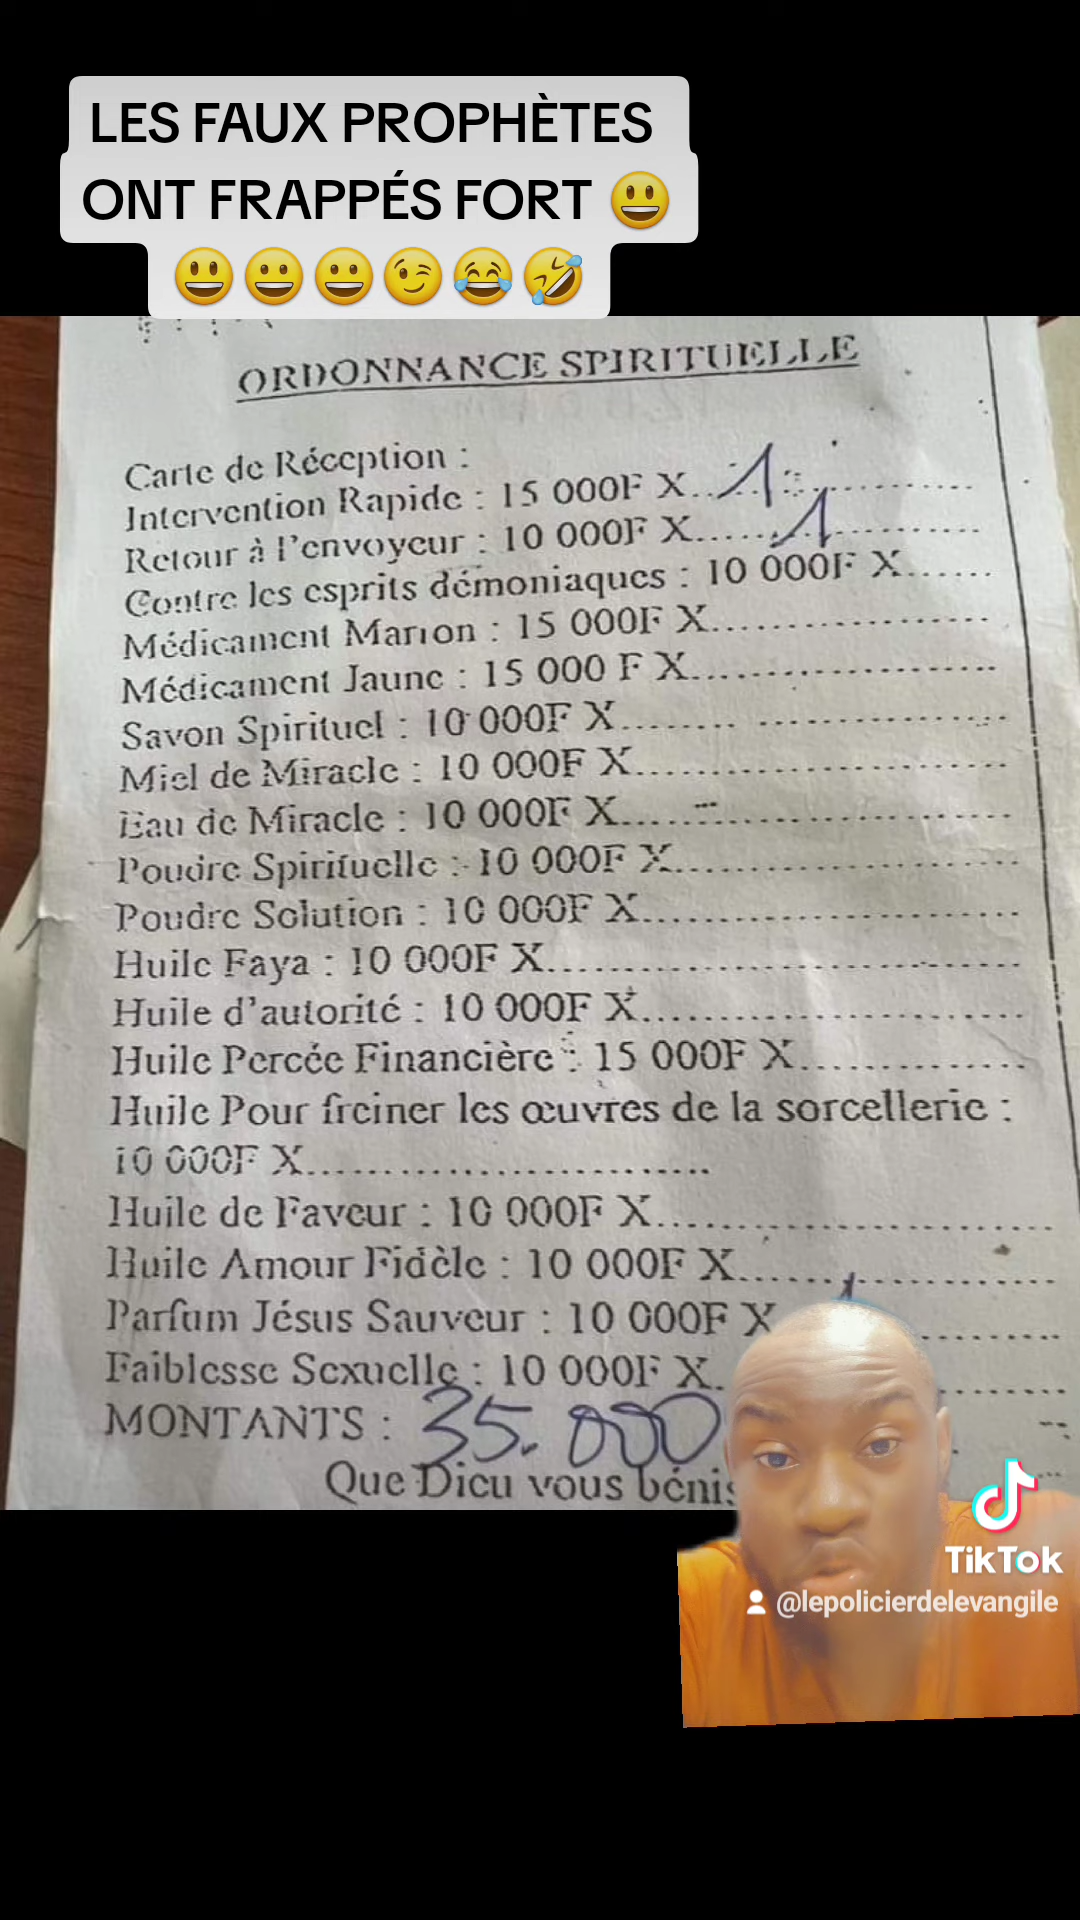 LES FAUX PROPHÈTES
ONT FRAPPÉS FORT 😃
😃😀😀😉😂🤣
ORDONNANCE SPIRITUELLE
Carte de Réception :
Intervention Rapide : 15 000F X..1..........
Retour à l'envoyeur : 10 000F X.....1..........
Contre les esprits démoniaques : 10 000F X......
Médicament Marron : 15 000F X..................
Médicament Jaune : 15 000 F X....................
Savon Spirituel : 10 000F X........ .................
Miel de Miracle : 10 000F X.........................
Eau de Miracle : 10 000F X..........................
Poudre Spirituelle : 10 000F X.......................
Poudre Solution : 10 000F X.........................
Huile Faya : 10 000F X...............................
Huile d'autorité : 10 000F X.........................
Huile Percée Financière : 15 000F X...............
Huile Pour freiner les œuvres de la sorcellerie :
10 000F X...........................
Huile de Faveur : 10 000F X..........................
Huile Amour Fidèle : 10 000F X.....................
Parfum Jésus Sauveur : 10 000F X ..........
Faiblesse Sexuelle : 10 000F X. ..........
MONTANTS : 35.000
Que Dieu vous bénis
TikTok
@lepolicierdelevangile